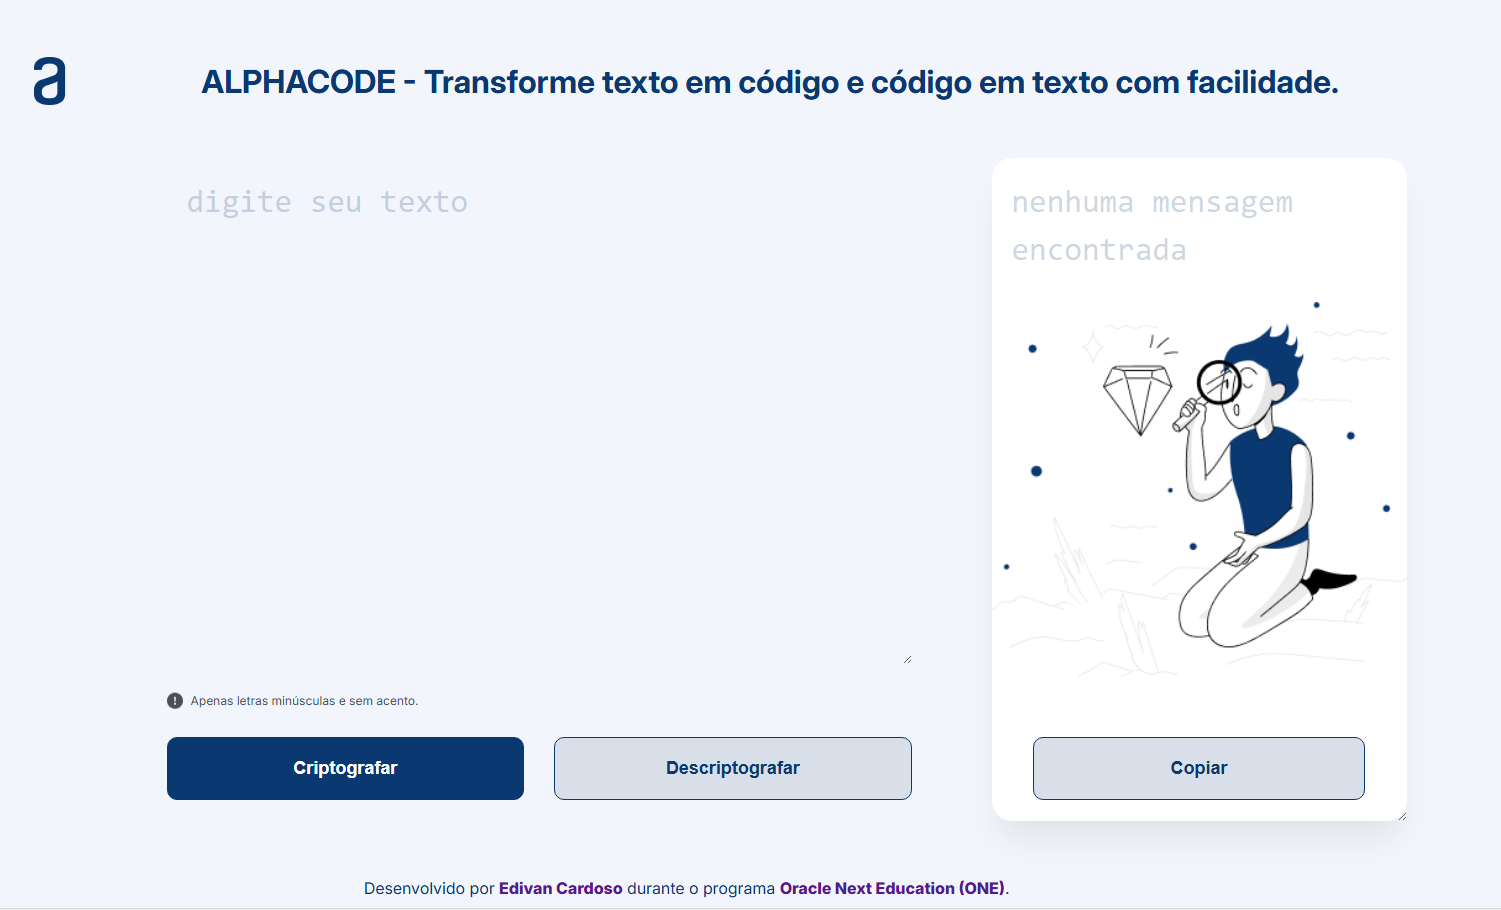 a
ALPHACODE - Transforme texto em código e código em texto com facilidade.
digite seu texto
nenhuma mensagem
encontrada
Apenas letras minúsculas e sem acento.
Criptografar
Descriptografar
Copiar
Desenvolvido por Edivan Cardoso durante o programa Oracle Next Education (ONE).